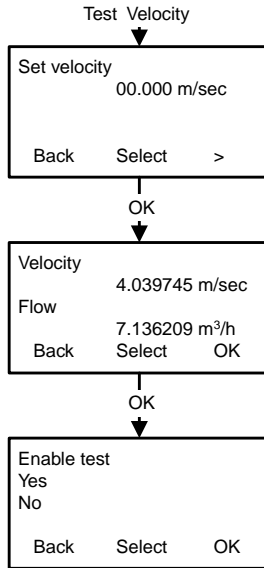 Test Velocity
Set velocity
00.000 m/sec
Back Select >
OK
Velocity
4.039745 m/sec
Flow
7.136209 m³/h
Back Select OK
OK
Enable test
Yes
No
Back Select OK